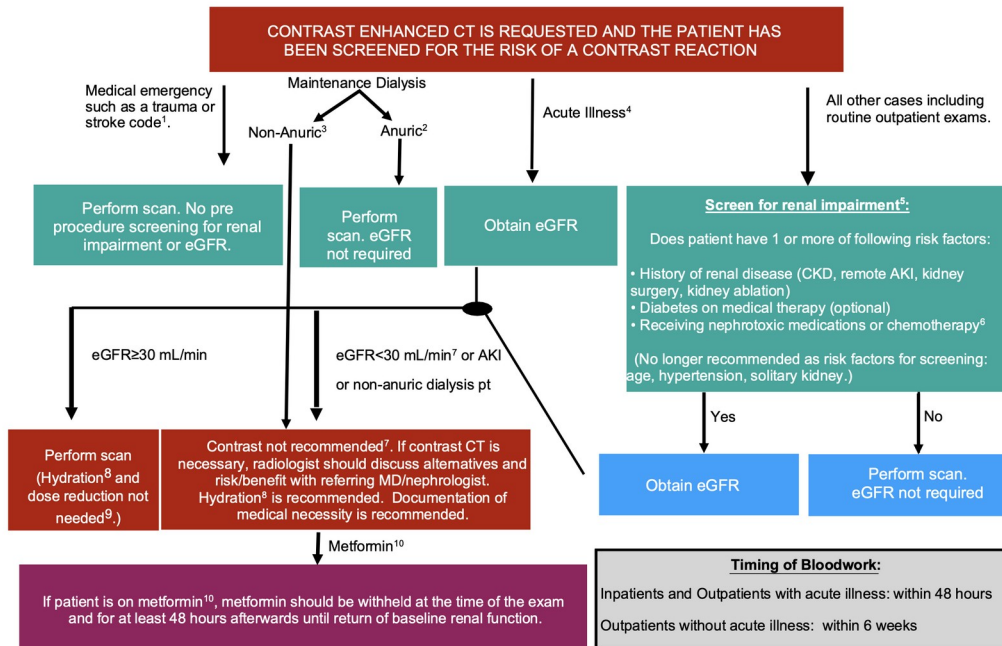 CONTRAST ENHANCED CT IS REQUESTED AND THE PATIENT HAS
BEEN SCREENED FOR THE RISK OF A CONTRAST REACTION
Medical emergency
such as a trauma or
stroke code¹.
Maintenance Dialysis
Non-Anuric³
Anuric²
Acute Illness⁴
All other cases including
routine outpatient exams.
Perform scan. No pre
procedure screening for renal
impairment or eGFR.
Perform
scan. eGFR
not required
Obtain eGFR
Screen for renal impairment⁵:
Does patient have 1 or more of following risk factors:
• History of renal disease (CKD, remote AKI, kidney
surgery, kidney ablation)
• Diabetes on medical therapy (optional)
• Receiving nephrotoxic medications or chemotherapy⁶
(No longer recommended as risk factors for screening:
age, hypertension, solitary kidney.)
eGFR≥30 mL/min
eGFR<30 mL/min⁷ or AKI
or non-anuric dialysis pt
Yes
No
Perform scan
(Hydration⁸ and
dose reduction not
needed⁹.)
Contrast not recommended⁷. If contrast CT is
necessary, radiologist should discuss alternatives and
risk/benefit with referring MD/nephrologist.
Hydration⁸ is recommended. Documentation of
medical necessity is recommended.
Obtain eGFR
Perform scan.
eGFR not required
Metformin¹⁰
If patient is on metformin¹⁰, metformin should be withheld at the time of the exam
and for at least 48 hours afterwards until return of baseline renal function.
Timing of Bloodwork:
Inpatients and Outpatients with acute illness: within 48 hours
Outpatients without acute illness: within 6 weeks